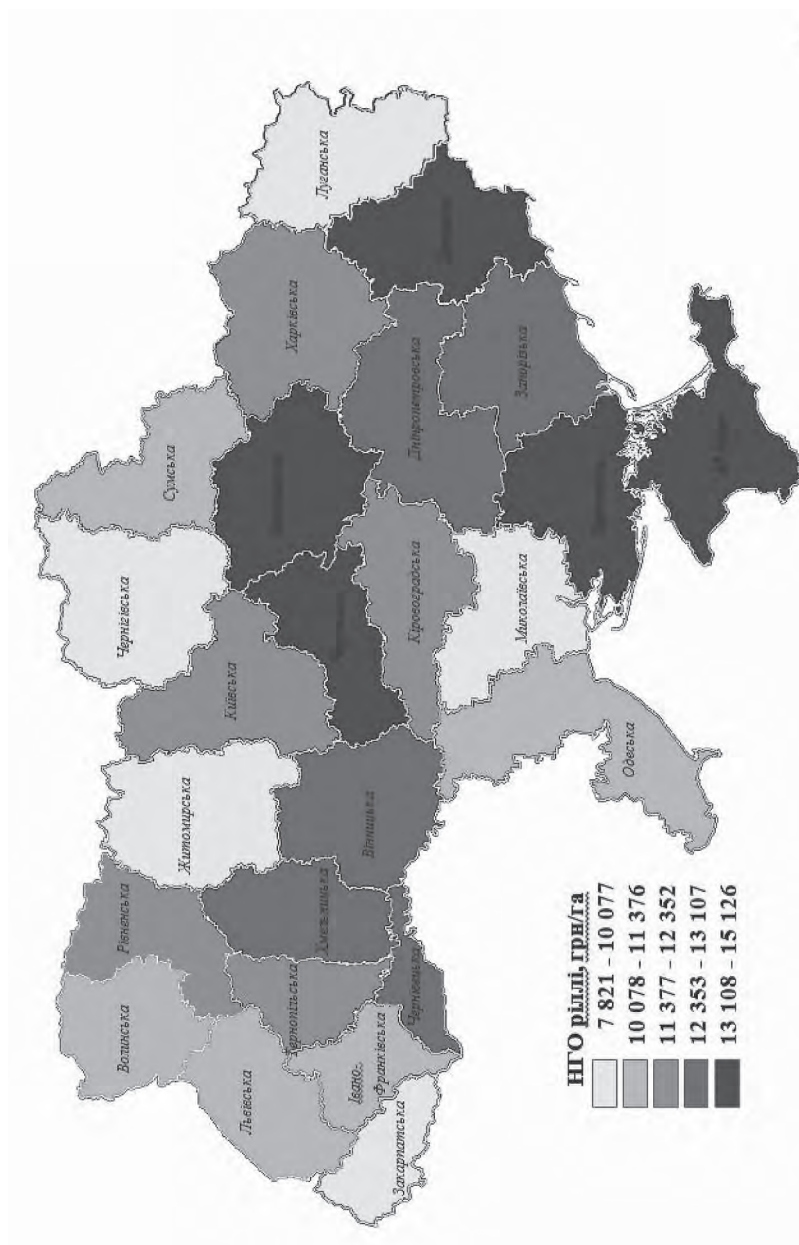 Волинська
Рівненська
Житомирська
Київська
Чернігівська
Сумська
Харківська
Луганська
Львівська
Тернопільська
Хмельницька
Вінницька
Івано-
Франківська
Закарпатська
Чернівецька
Кіровоградська
Дніпропетровська
Запорізька
Миколаївська
Одеська
НГО ріллі, грн/га
7 821 – 10 077
10 078 – 11 376
11 377 – 12 352
12 353 – 13 107
13 108 – 15 126